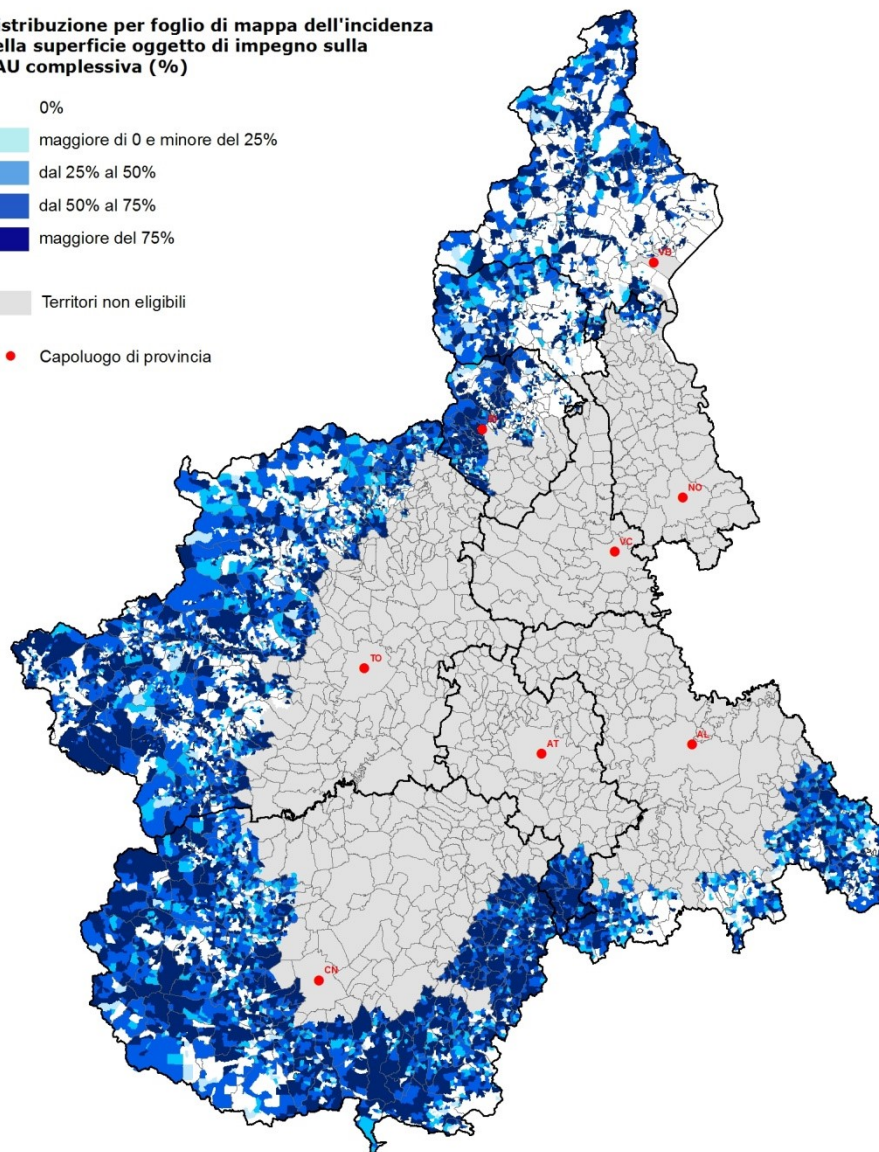 istribuzione per foglio di mappa dell'incidenza
ella superficie oggetto di impegno sulla
AU complessiva (%)
0%
maggiore di 0 e minore del 25%
dal 25% al 50%
dal 50% al 75%
maggiore del 75%
Territori non eligibili
Capoluogo di provincia
VB
BI
NO
VC
TO
AT
AL
CN